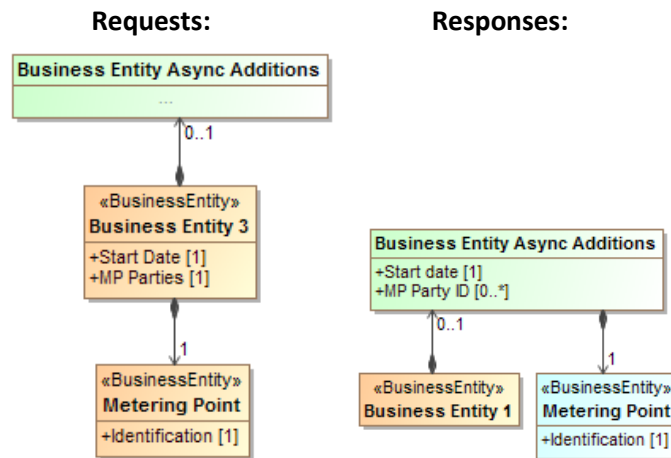 Requests:
Responses:
Business Entity Async Additions
...
0..1
«BusinessEntity»
Business Entity 3
+Start Date [1]
+MP Parties [1]
1
«BusinessEntity»
Metering Point
+Identification [1]
Business Entity Async Additions
+Start date [1]
+MP Party ID [0..*]
0..1
1
«BusinessEntity»
Business Entity 1
«BusinessEntity»
Metering Point
+Identification [1]